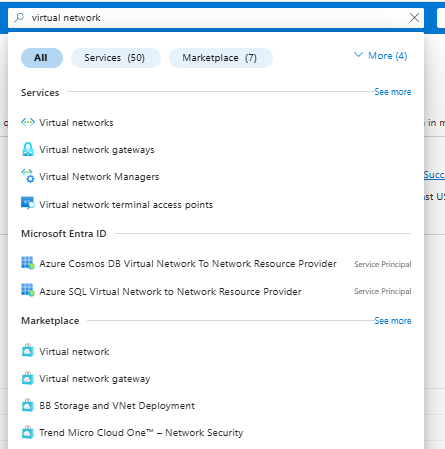 virtual network
All
Services (50)
Marketplace (7)
More (4)
Services
See more
Virtual networks
Virtual network gateways
Virtual Network Managers
Virtual network terminal access points
Microsoft Entra ID
Azure Cosmos DB Virtual Network To Network Resource Provider Service Principal
Azure SQL Virtual Network to Network Resource Provider Service Principal
Marketplace
See more
Virtual network
Virtual network gateway
BB Storage and VNet Deployment
Trend Micro Cloud One™ – Network Security
in m
Succ